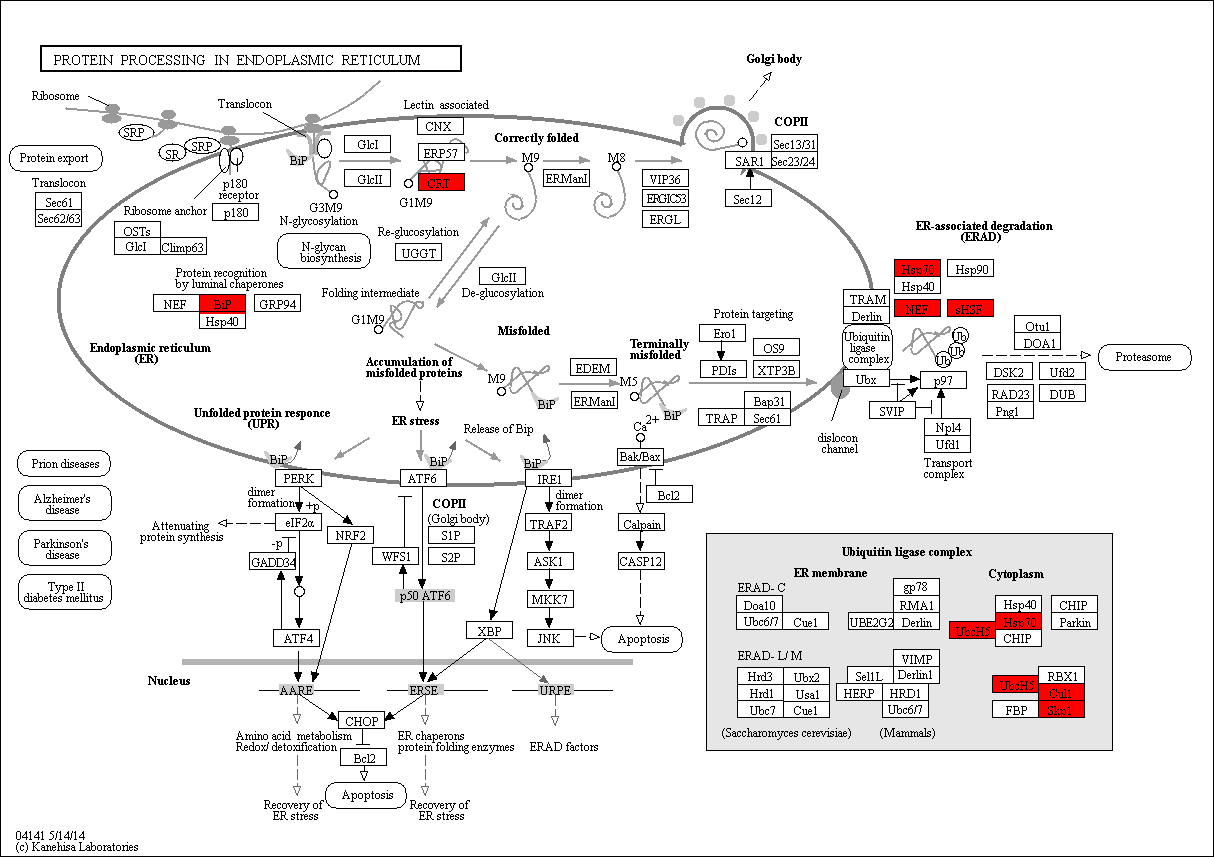 PROTEIN PROCESSING IN ENDOPLASMIC RETICULUM
Golgi body
Ribosome
Translocon
Lectin associated
SRP
SRP
SR
CNX
COPII
GlcI
ERP57
Correctly folded
Sec13/31
Protein export
BiP
M9
M8
SAR1
Sec23/24
GlcII
CRT
ERManI
VIP36
Translocon
p180
receptor
Sec61
Sec62/63
G3M9
G1M9
ERGIC53
Sec12
Ribosome anchor
p180
N-glycosylation
ERGL
OSTs
GlcI
Climp63
N-glycan
biosynthesis
Re-glucosylation
UGGT
ER-associated degradation
(ERAD)
Protein recognition
by luminal chaperones
GlcII
De-glucosylation
Hsp70
Hsp90
Hsp40
NEF
BiP
GRP94
Hsp40
Folding intermediate
G1M9
TRAM
Derlin
NEF
sHSF
Misfolded
Protein targeting
Ero1
Ubiquitin
ligase
complex
Ub
Ub
Ub
Otu1
DOA1
Endoplasmic reticulum
(ER)
Accumulation of
misfolded proteins
Terminally
misfolded
OS9
Proteasome
EDEM
PDIs
XTP3B
M9
M5
BiP
ERManI
BiP
Ubx
p97
DSK2
Ufd2
RAD23
DUB
Png1
SVIP
Bap31
TRAP
Sec61
Unfolded protein responce
(UPR)
ER stress
Release of Bip
Ca2+
dislocon
channel
Npl4
Ufd1
Transport
complex
Prion diseases
BiP
BiP
BiP
Bak/Bax
PERK
ATF6
IRE1
Alzheimer's
disease
dimer
formation
+p
COPII
(Golgi body)
dimer
formation
Bcl2
Attenuating
protein synthesis
eIF2α
NRF2
S1P
TRAF2
Calpain
Parkinson's
disease
-p
GADD34
WFS1
S2P
ASK1
CASP12
Type II
diabetes mellitus
p50 ATF6
MKK7
ATF4
XBP
JNK
Apoptosis
Nucleus
AARE
ERSE
URPE
CHOP
Amino acid metabolism
Redox/ detoxification
ER chaperons
protein folding enzymes
ERAD factors
Bcl2
Apoptosis
Recovery of
ER stress
Recovery of
ER stress
Ubiquitin ligase complex
ER membrane
Cytoplasm
ERAD- C
gp78
Doa10
RMA1
Hsp40
CHIP
Ubc6/7
Cue1
UBE2G2
Derlin
UbcH5
Hsp70
Parkin
CHIP
ERAD- L/ M
VIMP
Hrd3
Ubx2
Sel1L
Derlin1
RBX1
Hrd1
Usa1
HERP
HRD1
UbcH5
Cul1
Ubc7
Cue1
Ubc6/7
FBP
Skp1
(Saccharomyces cerevisiae)
(Mammals)
04141 5/14/14
(c) Kanehisa Laboratories